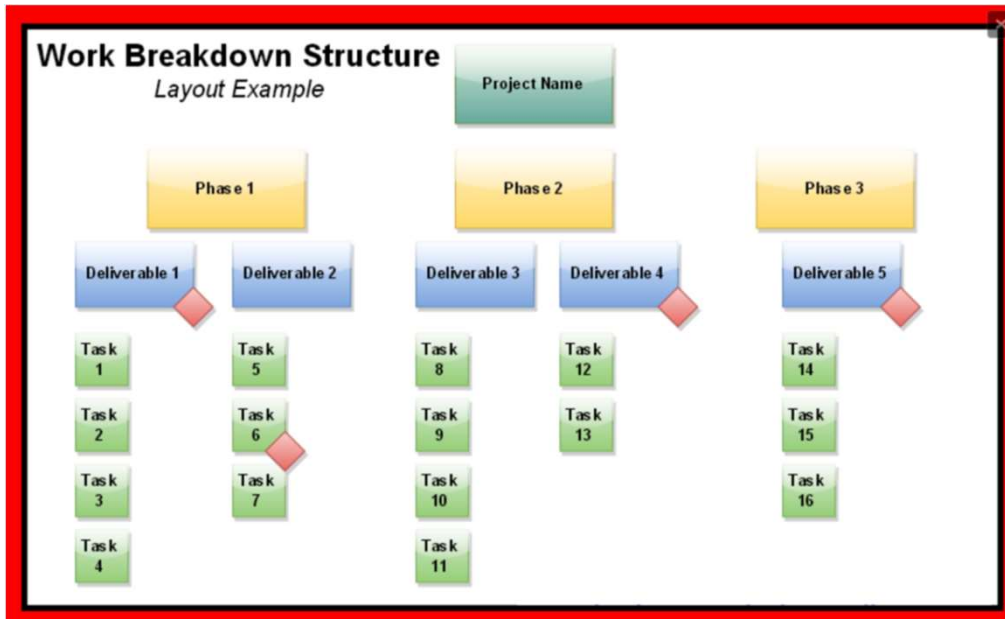 Work Breakdown Structure
Layout Example
Project Name
Phase 1
Phase 2
Phase 3
Deliverable 1
Deliverable 2
Deliverable 3
Deliverable 4
Deliverable 5
Task
1
Task
5
Task
8
Task
12
Task
14
Task
2
Task
6
Task
9
Task
13
Task
15
Task
3
Task
7
Task
10
Task
16
Task
4
Task
11